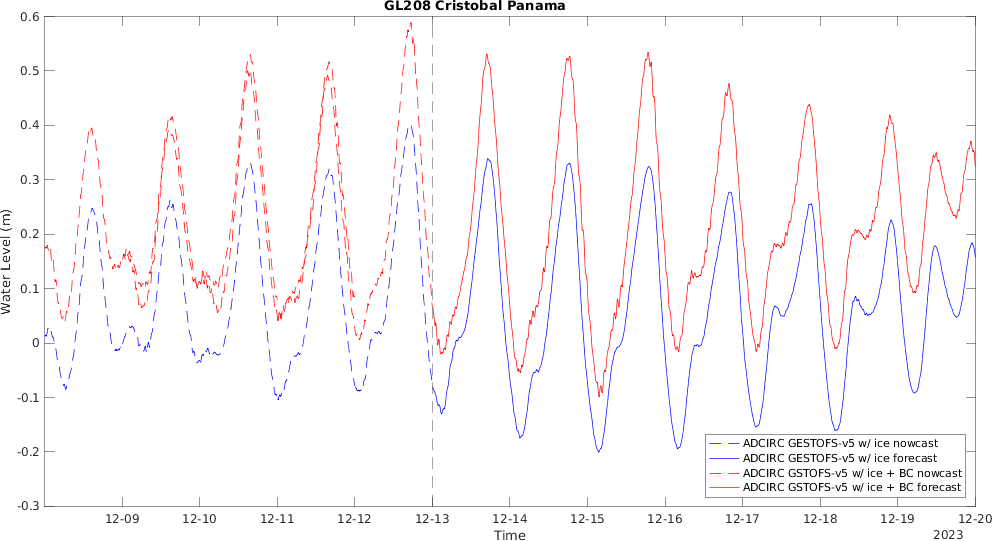 GL208 Cristobal Panama
0.6
0.5
0.4
0.3
0.2
0.1
0
-0.1
-0.2
-0.3
Water Level (m)
ADCIRC GESTOFS-v5 w/ ice nowcast
ADCIRC GESTOFS-v5 w/ ice forecast
ADCIRC GSTOFS-v5 w/ ice + BC nowcast
ADCIRC GSTOFS-v5 w/ ice + BC forecast
12-09 12-10 12-11 12-12 12-13 12-14 12-15 12-16 12-17 12-18 12-19 12-20
Time
2023